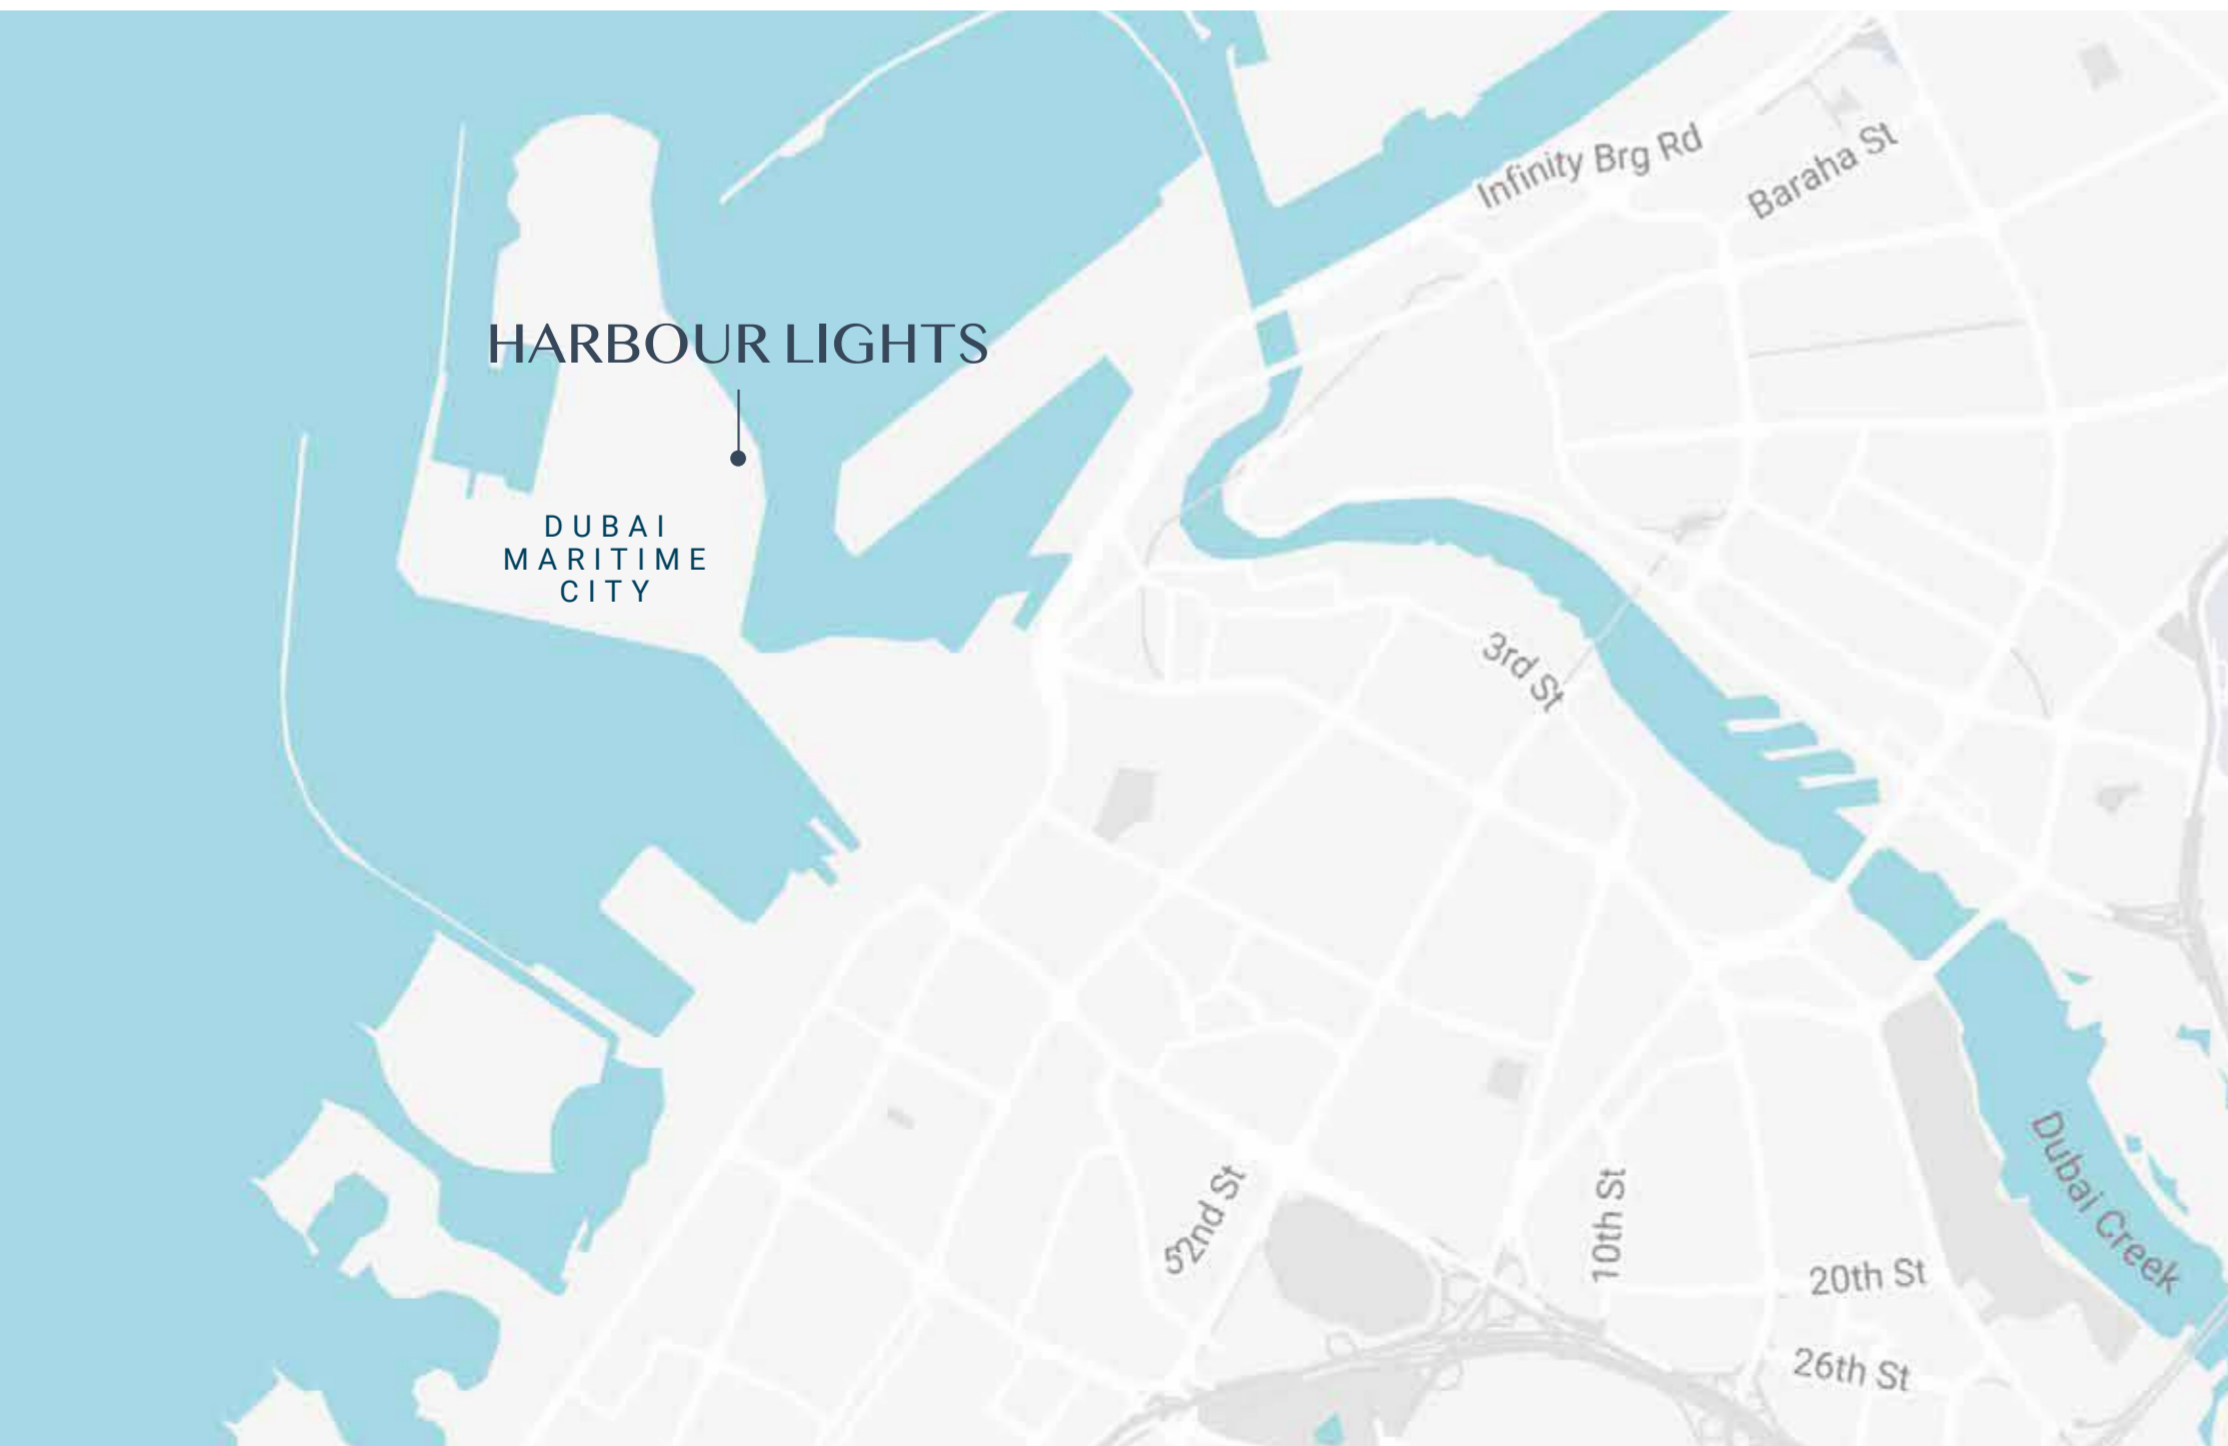 Infinity Brg Rd
Baraha St
HARBOUR LIGHTS
DUBAI
MARITIME
CITY
3rd St
52nd St
10th St
Dubai Creek
20th St
26th St